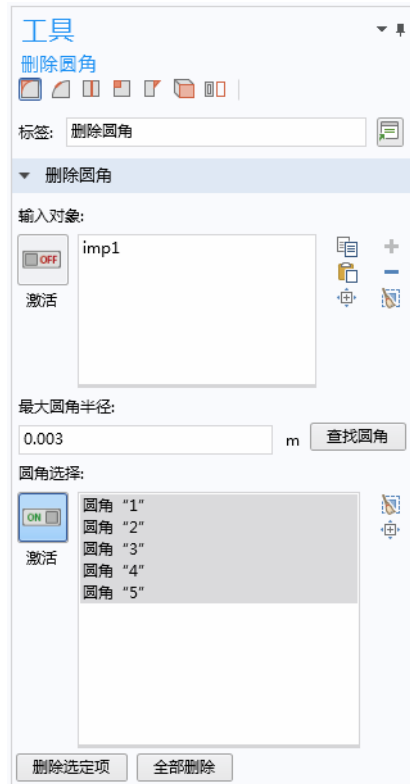 工具
删除圆角
标签: 删除圆角
删除圆角
输入对象:
OFF
imp1
激活
最大圆角半径:
0.003 m 查找圆角
圆角选择:
ON
圆角 "1"
圆角 "2"
圆角 "3"
圆角 "4"
圆角 "5"
激活
删除选定项 全部删除